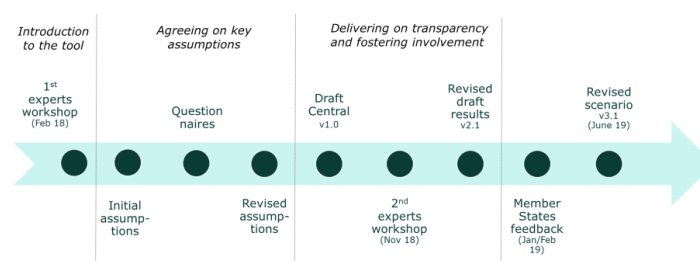 Introduction
to the tool
Agreeing on key
assumptions
Delivering on transparency
and fostering involvement
1st
experts
workshop
(Feb 18)
Initial
assump-
tions
Question
naires
Revised
assump-
tions
Draft
Central
v1.0
2nd
experts
workshop
(Nov 18)
Revised
draft
results
v2.1
Member
States
feedback
(Jan/Feb
19)
Revised
scenario
v3.1
(June 19)